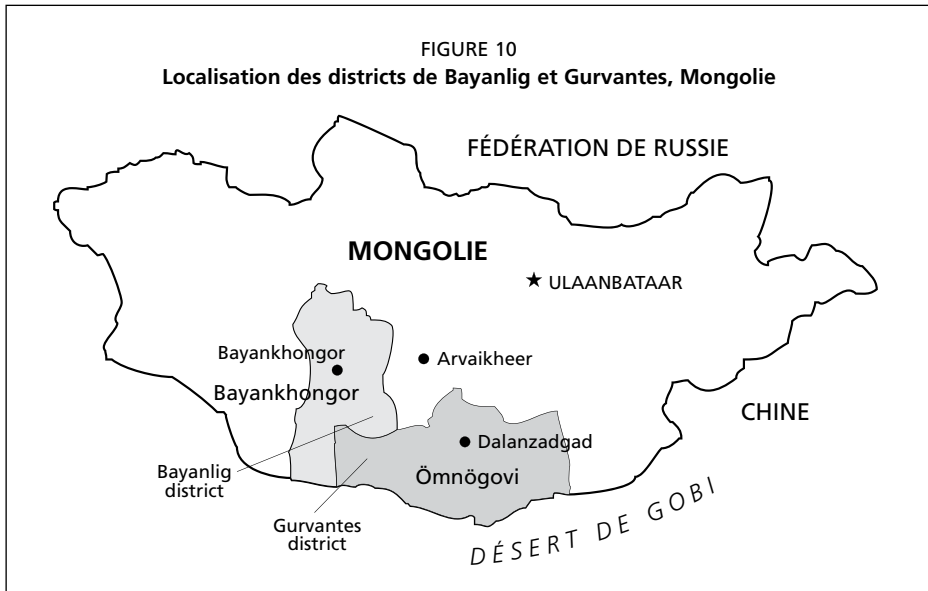 FIGURE 10
Localisation des districts de Bayanlig et Gurvantes, Mongolie
FÉDÉRATION DE RUSSIE
MONGOLIE
ULAANBATAAR
Bayankhongor
Arvaikheer
Bayankhongor
CHINE
Dalanzadgad
Bayanlig
district
Ömnögovi
Gurvantes
district
DÉSERT DE GOBI